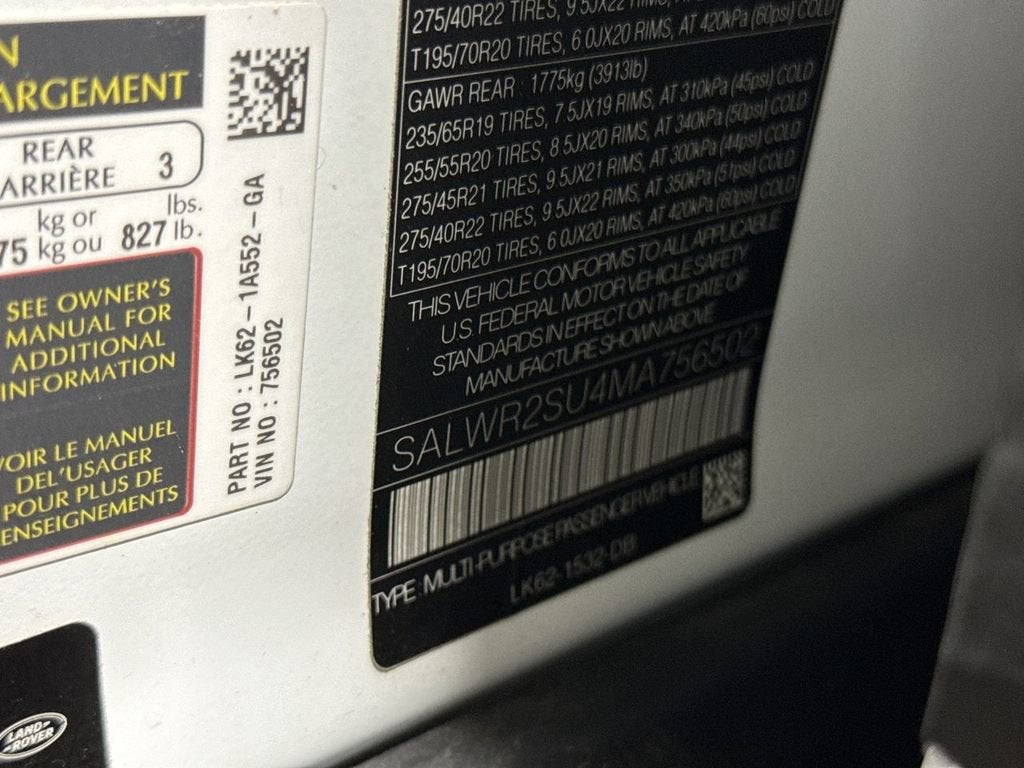 N
ARGEMENT
REAR
ARRIÈRE 3
kg or lbs.
75 kg ou 827 lb.
SEE OWNER'S
MANUAL FOR
ADDITIONAL
INFORMATION
VOIR LE MANUEL
DE L'USAGER
POUR PLUS DE
ENSEIGNEMENTS
PART NO : LK62-1A552-GA
VIN NO : 756502
LAND-
ROVER
275/40R22 TIRES, 9.5JX22 RIMS,
T195/70R20 TIRES, 6.0JX20 RIMS, AT 420kPa (60psi) COLD
GAWR REAR : 1775kg (3913lb)
235/65R19 TIRES, 7.5JX19 RIMS, AT 310kPa (45psi) COLD
255/55R20 TIRES, 8.5JX20 RIMS, AT 340kPa (50psi) COLD
275/45R21 TIRES, 9.5JX21 RIMS, AT 300kPa (44psi) COLD
275/40R22 TIRES, 9.5JX22 RIMS, AT 350kPa (51psi) COLD
T195/70R20 TIRES, 6.0JX20 RIMS, AT 420kPa (60psi) COLD
THIS VEHICLE CONFORMS TO ALL APPLICABLE
U.S. FEDERAL MOTOR VEHICLE SAFETY
STANDARDS IN EFFECT ON THE DATE OF
MANUFACTURE SHOWN ABOVE
SALWR2SU4MA756502
TYPE : MULTI-PURPOSE PASSENGER VEHICLE
LK62-1532-DB